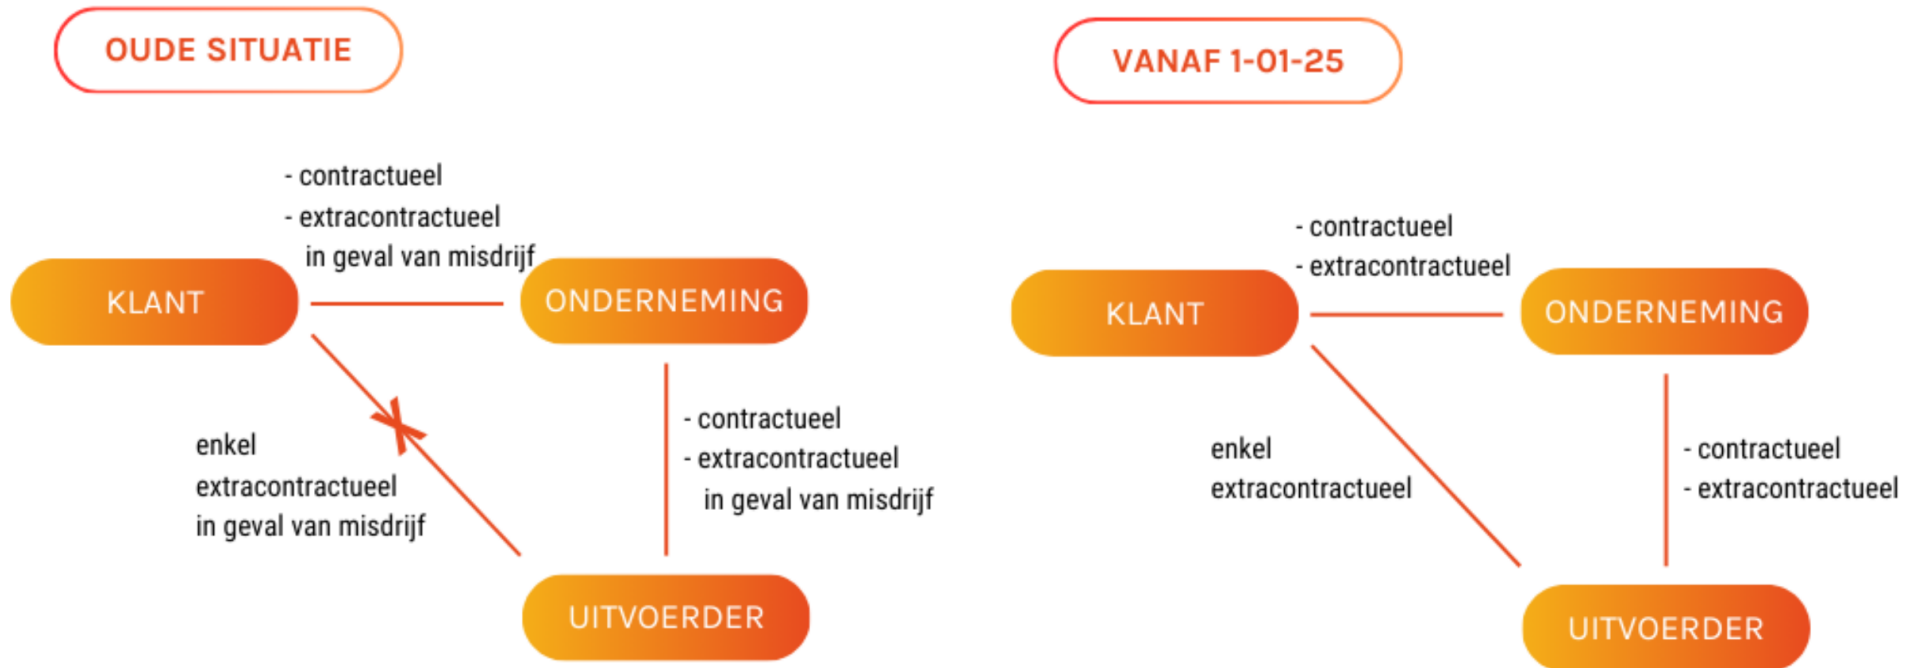 OUDE SITUATIE
- contractueel
- extracontractueel
in geval van misdrijf
KLANT
ONDERNEMING
enkel
extracontractueel
in geval van misdrijf
- contractueel
- extracontractueel
in geval van misdrijf
UITVOERDER
VANAF 1-01-25
- contractueel
- extracontractueel
KLANT
ONDERNEMING
enkel
extracontractueel
- contractueel
- extracontractueel
UITVOERDER